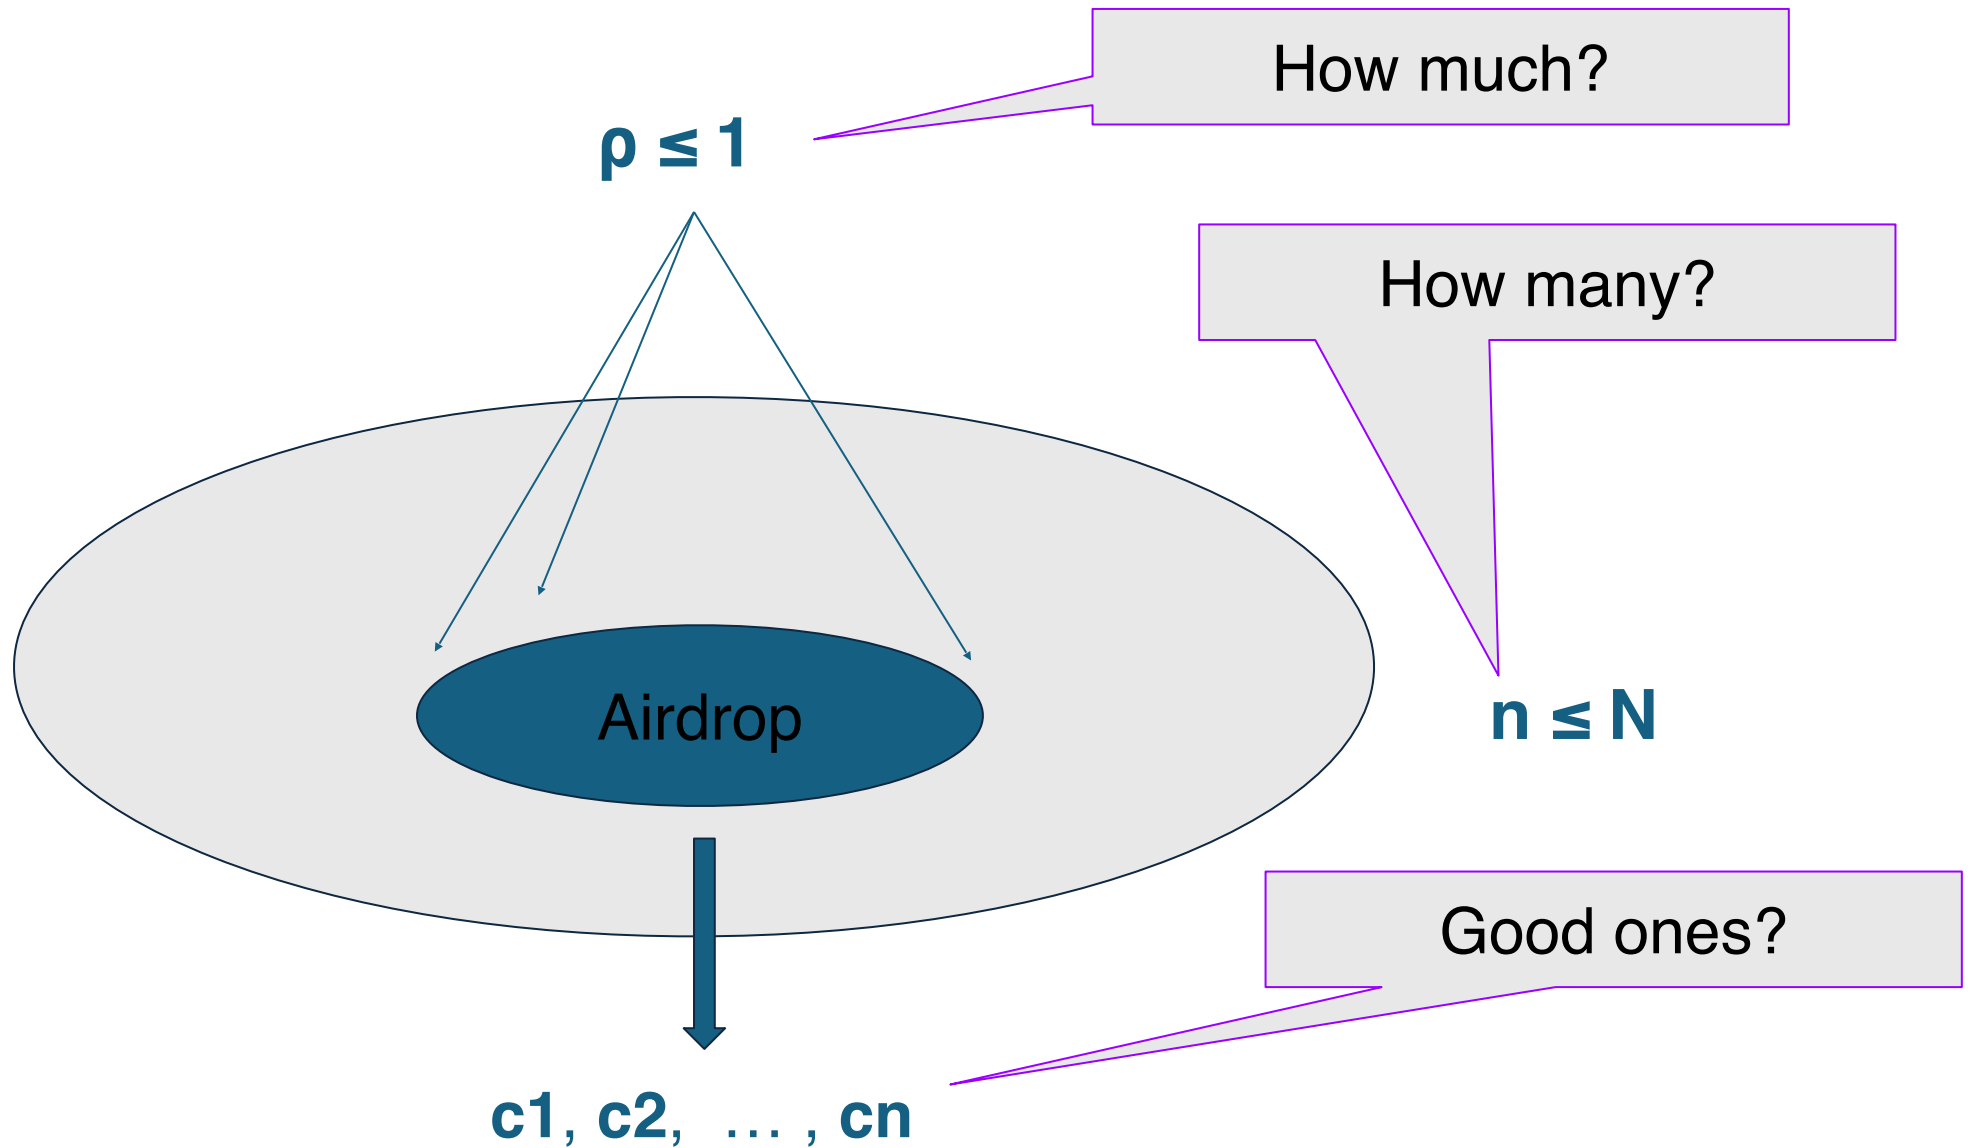 How much?
ρ ≤ 1
How many?
Airdrop
n ≤ N
Good ones?
c1, c2, … , cn